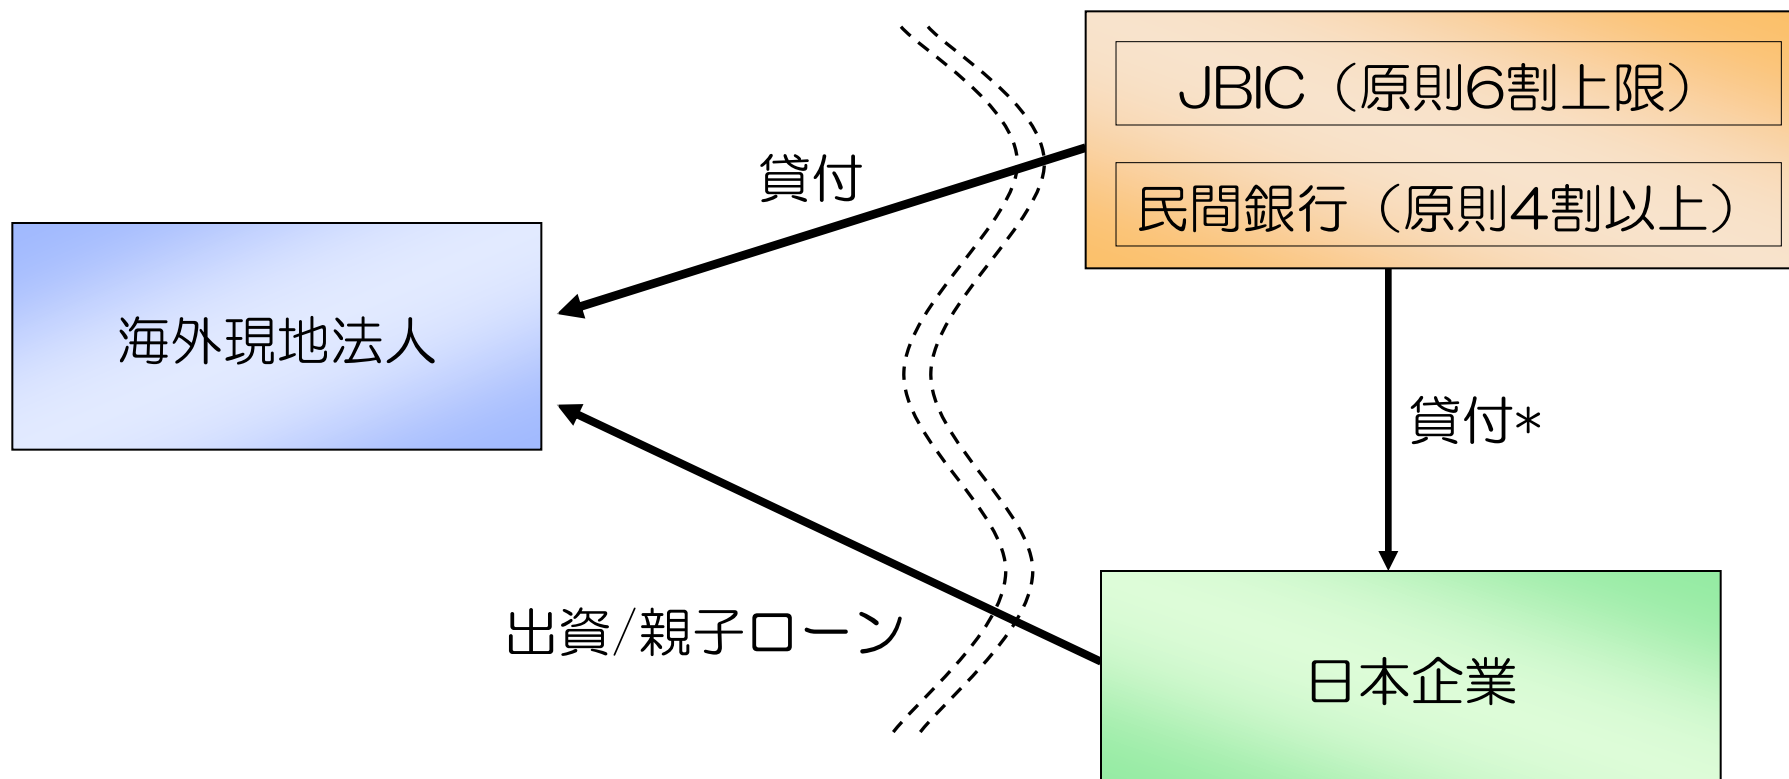 JBIC（原則6割上限）
民間銀行（原則4割以上）
貸付
海外現地法人
貸付*
出資/親子ローン
日本企業